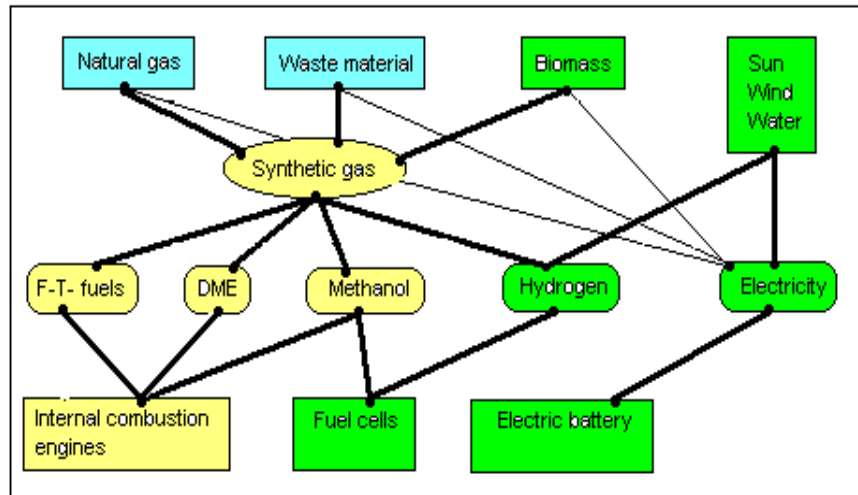 Natural gas
Waste material
Biomass
Sun
Wind
Water
Synthetic gas
F-T- fuels
DME
Methanol
Hydrogen
Electricity
Internal combustion
engines
Fuel cells
Electric battery